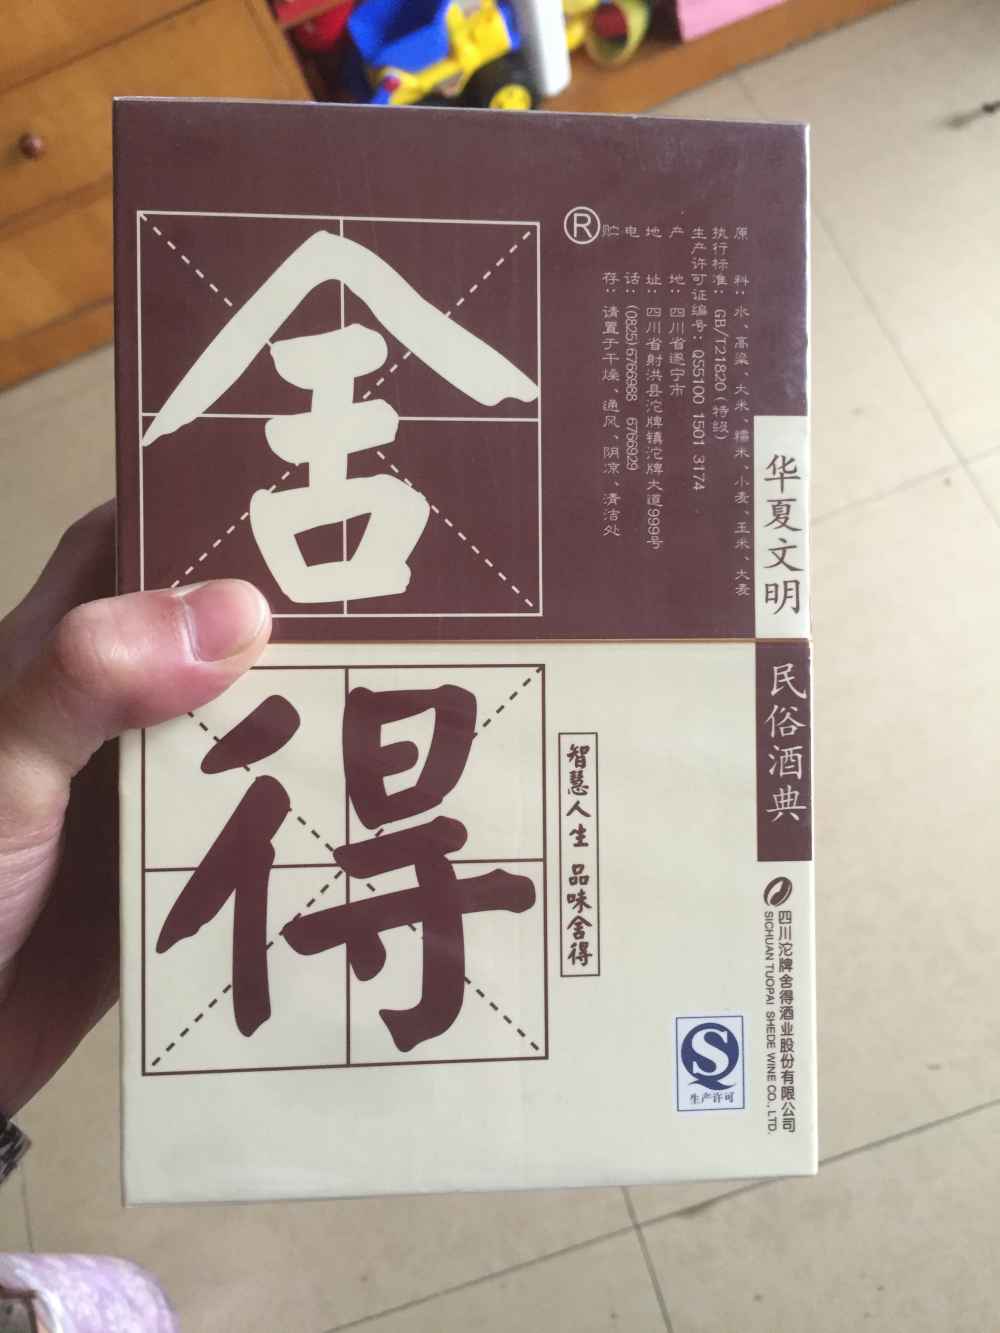 舍
得
®
原料：水、高粱、大米、糯米、小麦、玉米、大麦
执行标准：GB/T21820（特级）
生产许可证编号：QS5100 1501 3174
产地：四川省遂宁市
地址：四川省射洪县沱牌镇沱牌大道999号
电话：(0825)6766988 6766929
贮存：请置于干燥、通风、阴凉、清洁处
华夏文明
民俗酒典
智慧人生 品味舍得
四川沱牌舍得酒业股份有限公司
SICHUAN TUOPAI SHEDE WINE CO., LTD.
生产许可